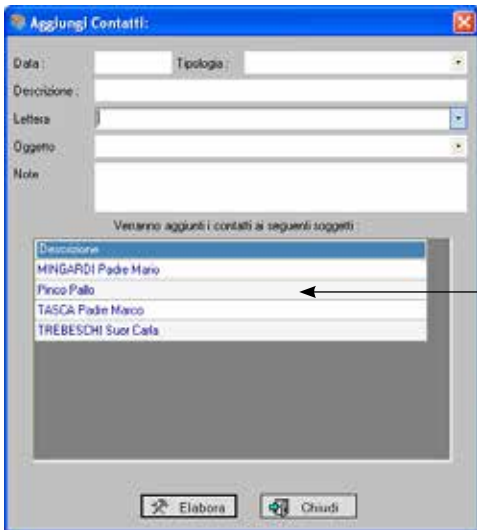 Aggiungi Contatti:
Data : Tipologia :
Descrizione :
Lettera
Oggetto
Note
Verranno aggiunti i contatti ai seguenti soggetti :
Descrizione
MINGARDI Padre Mario
Pinco Pallo
TASCA Padre Marco
TREBESCHI Suor Carla
Elabora Chiudi